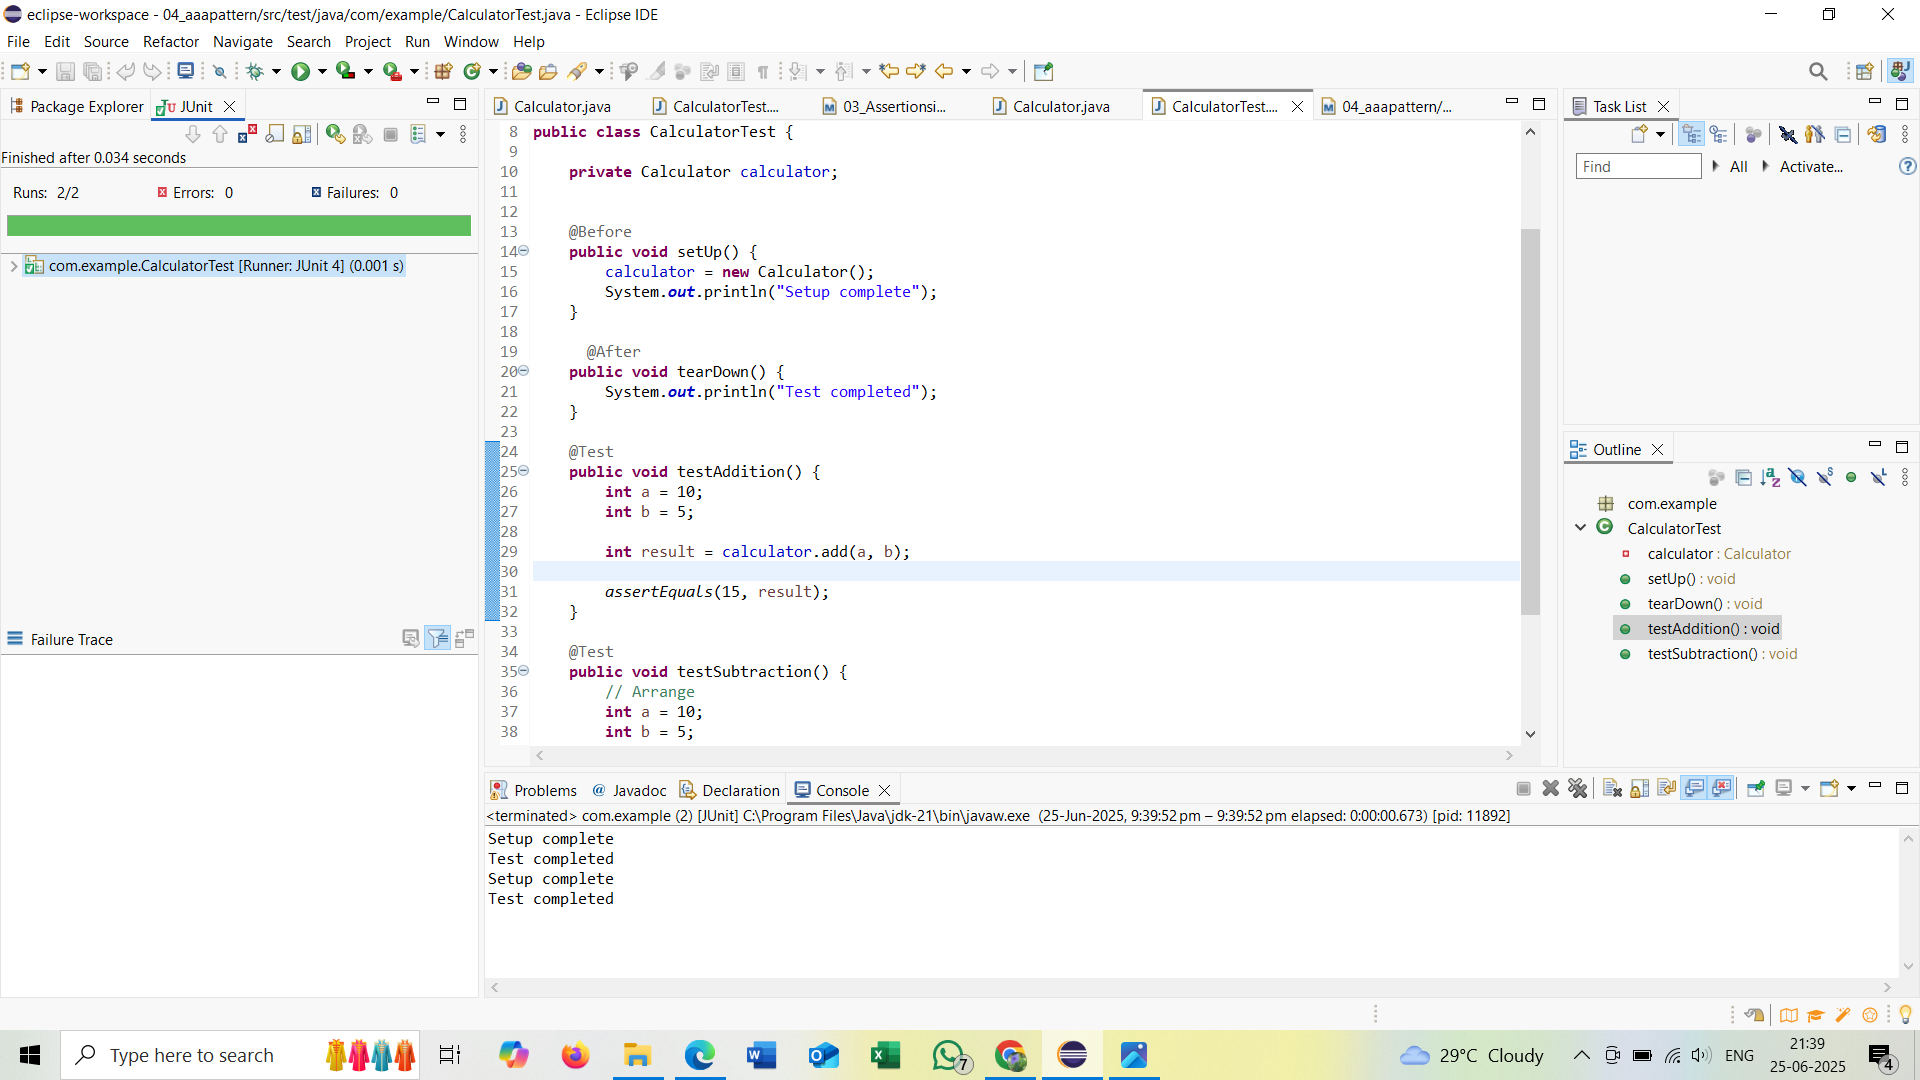 eclipse-workspace - 04_aaapattern/src/test/java/com/example/CalculatorTest.java - Eclipse IDE
File Edit Source Refactor Navigate Search Project Run Window Help
Package Explorer JUnit
Finished after 0.034 seconds
Runs: 2/2 Errors: 0 Failures: 0
com.example.CalculatorTest [Runner: JUnit 4] (0.001 s)
Failure Trace
Calculator.java CalculatorTest.... 03_Assertionsi... Calculator.java CalculatorTest.... 04_aaapattern/...
8 public class CalculatorTest {
9
10 private Calculator calculator;
11
12
13 @Before
14 public void setUp() {
15 calculator = new Calculator();
16 System.out.println("Setup complete");
17 }
18
19 @After
20 public void tearDown() {
21 System.out.println("Test completed");
22 }
23
24 @Test
25 public void testAddition() {
26 int a = 10;
27 int b = 5;
28
29 int result = calculator.add(a, b);
30
31 assertEquals(15, result);
32 }
33
34 @Test
35 public void testSubtraction() {
36 // Arrange
37 int a = 10;
38 int b = 5;
Task List
Find All Activate...
Outline
com.example
CalculatorTest
calculator : Calculator
setUp() : void
tearDown() : void
testAddition() : void
testSubtraction() : void
Problems @ Javadoc Declaration Console
<terminated> com.example (2) [JUnit] C:\Program Files\Java\jdk-21\bin\javaw.exe (25-Jun-2025, 9:39:52 pm – 9:39:52 pm elapsed: 0:00:00.673) [pid: 11892]
Setup complete
Test completed
Setup complete
Test completed
Type here to search
7
29°C Cloudy
ENG
21:39
25-06-2025
4